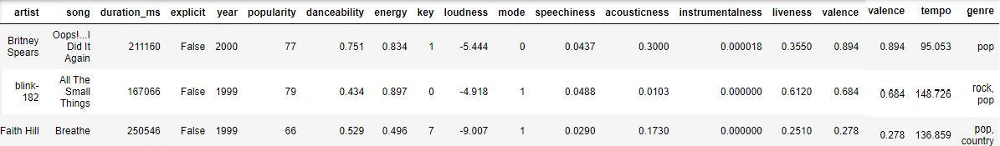 artist song duration_ms explicit year popularity danceability energy key loudness mode speechiness acousticness instrumentalness liveness valence valence tempo genre
Britney Spears Oops!...I Did It Again 211160 False 2000 77 0.751 0.834 1 -5.444 0 0.0437 0.3000 0.000018 0.3550 0.894 0.894 95.053 pop
blink-182 All The Small Things 167066 False 1999 79 0.434 0.897 0 -4.918 1 0.0488 0.0103 0.000000 0.6120 0.684 0.684 148.726 rock, pop
Faith Hill Breathe 250546 False 1999 66 0.529 0.496 7 -9.007 1 0.0290 0.1730 0.000000 0.2510 0.278 0.278 136.859 pop, country